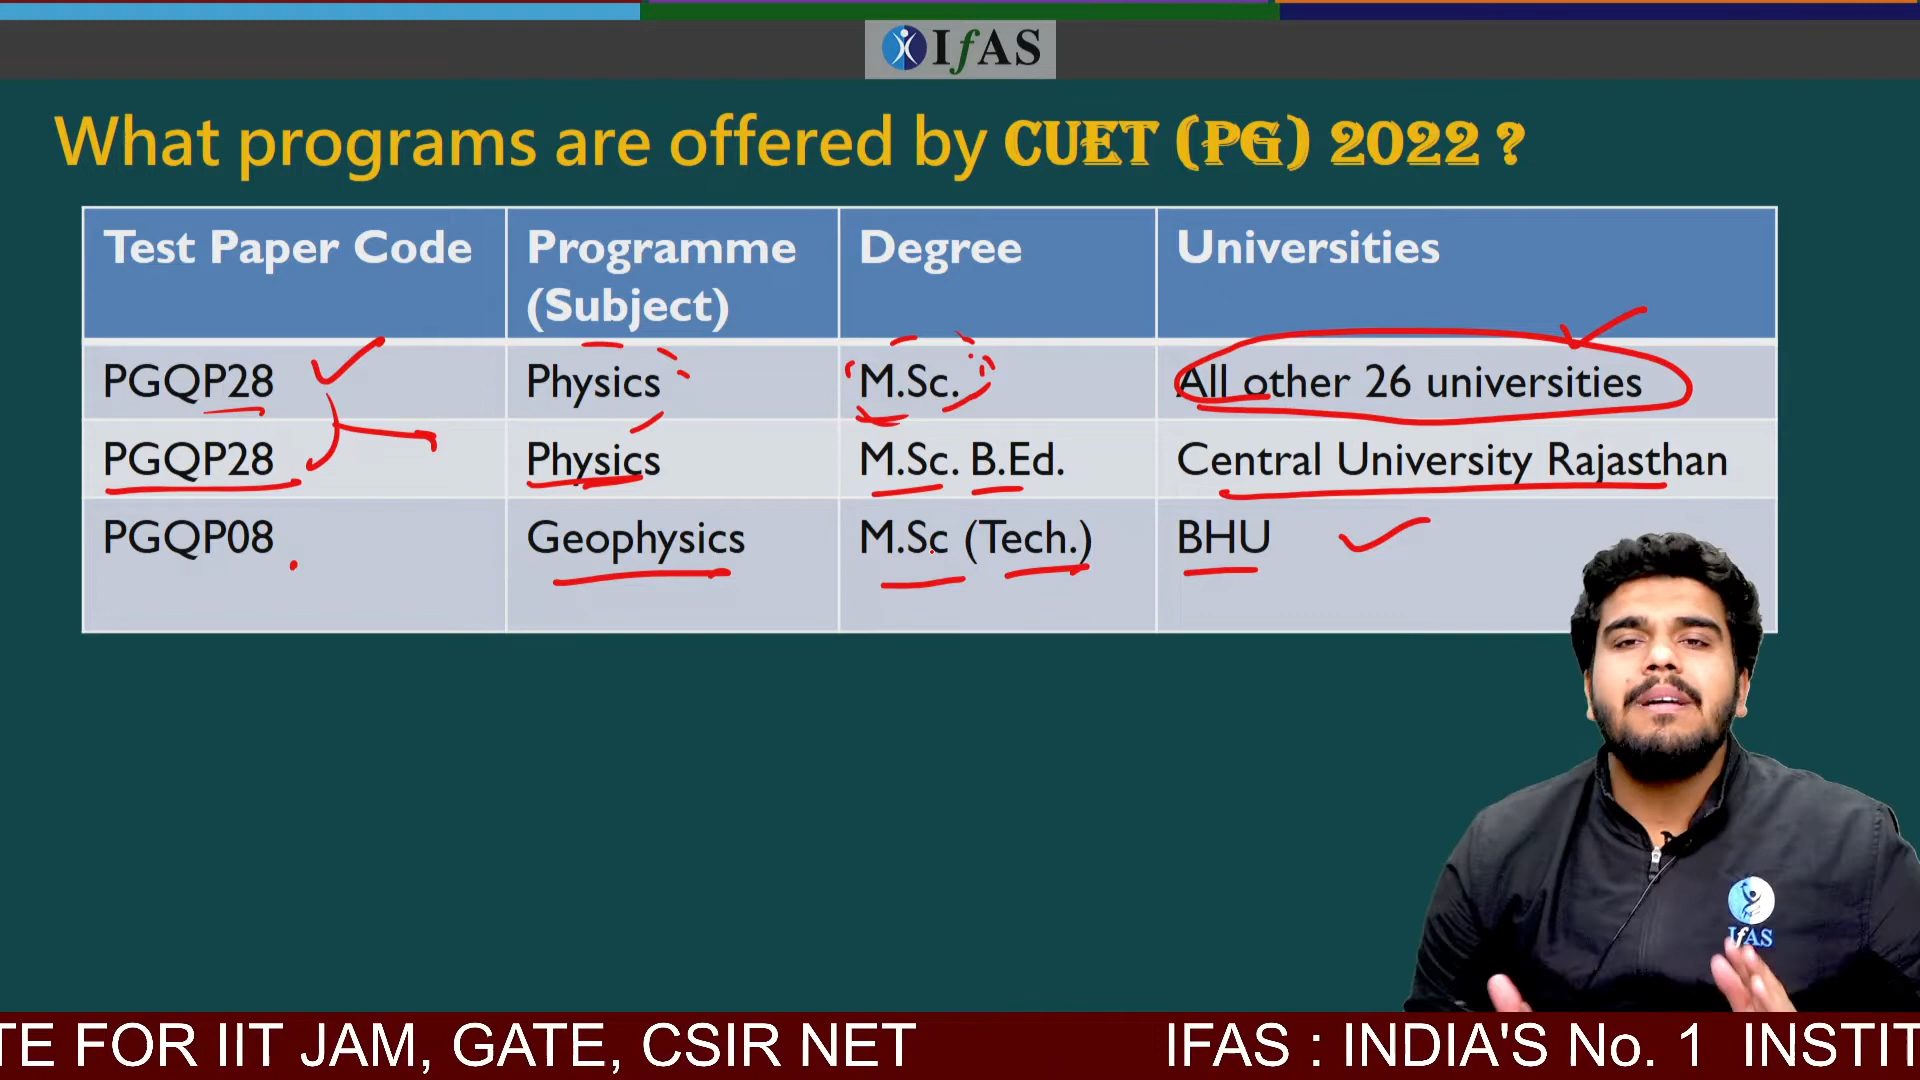 IfAS
What programs are offered by CUET (PG) 2022 ?
Test Paper Code Programme (Subject) Degree Universities
PGQP28 Physics M.Sc. All other 26 universities
PGQP28 Physics M.Sc. B.Ed. Central University Rajasthan
PGQP08 Geophysics M.Sc (Tech.) BHU
IfAS
TE FOR IIT JAM, GATE, CSIR NET IFAS : INDIA'S No. 1 INSTIT